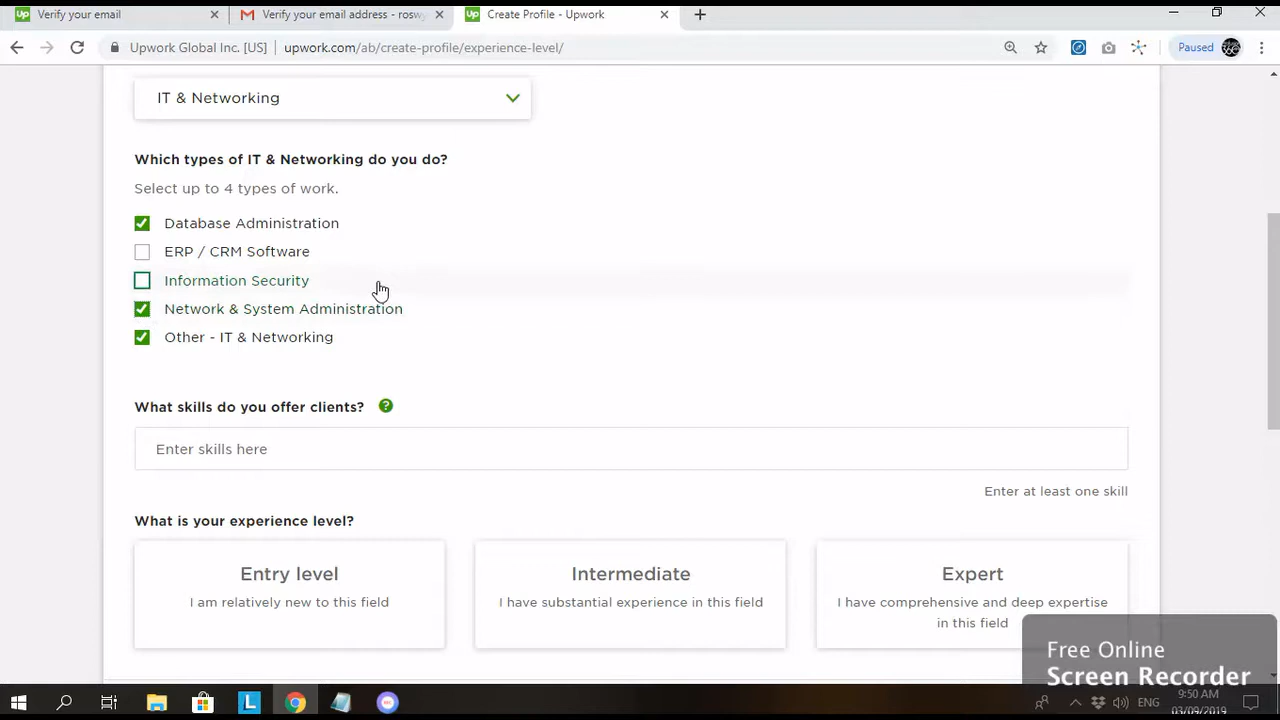 Verify your email
Verify your email address - rosw
Create Profile - Upwork
Upwork Global Inc. [US]
upwork.com/ab/create-profile/experience-level/
Paused
IT & Networking
Which types of IT & Networking do you do?
Select up to 4 types of work.
Database Administration
ERP / CRM Software
Information Security
Network & System Administration
Other - IT & Networking
What skills do you offer clients?
Enter skills here
Enter at least one skill
What is your experience level?
Entry level
I am relatively new to this field
Intermediate
I have substantial experience in this field
Expert
I have comprehensive and deep expertise
in this field
Free Online
Screen Recorder
ENG
9:50 AM
03/09/2019